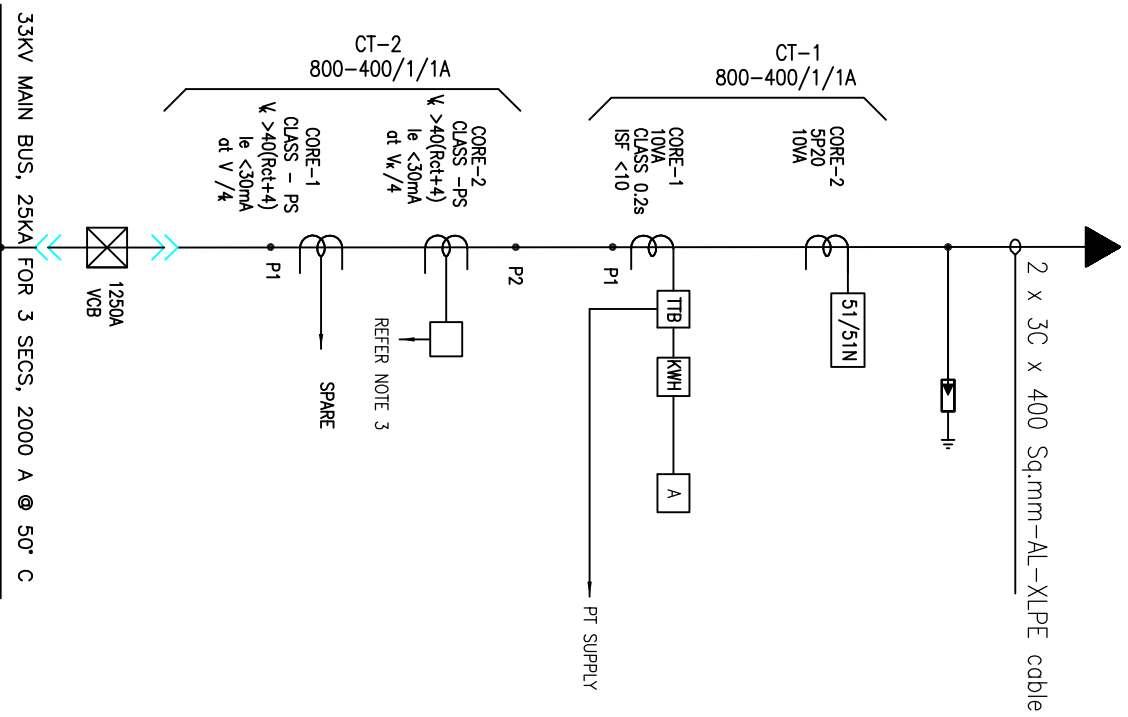 33KV MAIN BUS, 25KA FOR 3 SECS, 2000 A @ 50° C
1250A
VCB
CT-2
800-400/1/1A
CORE-1
CLASS - PS
Vk >40(Rct+4)
Ie <30mA
at Vk/4
CORE-2
CLASS -PS
Vk >40(Rct+4)
Ie <30mA
at Vk/4
P1
SPARE
REFER NOTE 3
P2
CT-1
800-400/1/1A
CORE-1
10VA
CLASS 0.2s
ISF <10
CORE-2
5P20
10VA
P1
TTB
KWH
A
PT SUPPLY
51/51N
2 x 3C x 400 Sq.mm-AL-XLPE cable